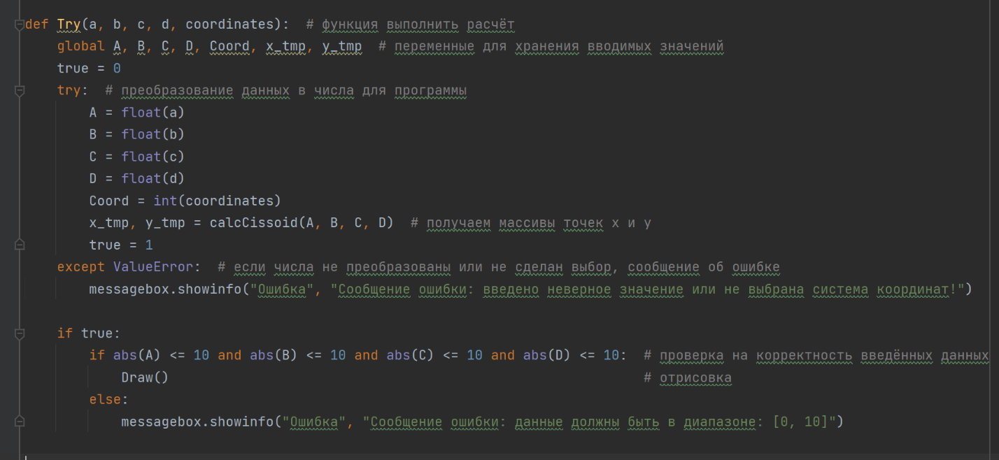 def Try(a, b, c, d, coordinates):  # функция выполнить расчёт
    global A, B, C, D, Coord, x_tmp, y_tmp  # переменные для хранения вводимых значений
    true = 0
    try:  # преобразование данных в числа для программы
        A = float(a)
        B = float(b)
        C = float(c)
        D = float(d)
        Coord = int(coordinates)
        x_tmp, y_tmp = calcCissoid(A, B, C, D)  # получаем массивы точек x и y
        true = 1
    except ValueError:  # если числа не преобразованы или не сделан выбор, сообщение об ошибке
        messagebox.showinfo("Ошибка", "Сообщение ошибки: введено неверное значение или не выбрана система координат!")
    if true:
        if abs(A) <= 10 and abs(B) <= 10 and abs(C) <= 10 and abs(D) <= 10:  # проверка на корректность введённых данных
            Draw()                                                           # отрисовка
        else:
            messagebox.showinfo("Ошибка", "Сообщение ошибки: данные должны быть в диапазоне: [0, 10]")